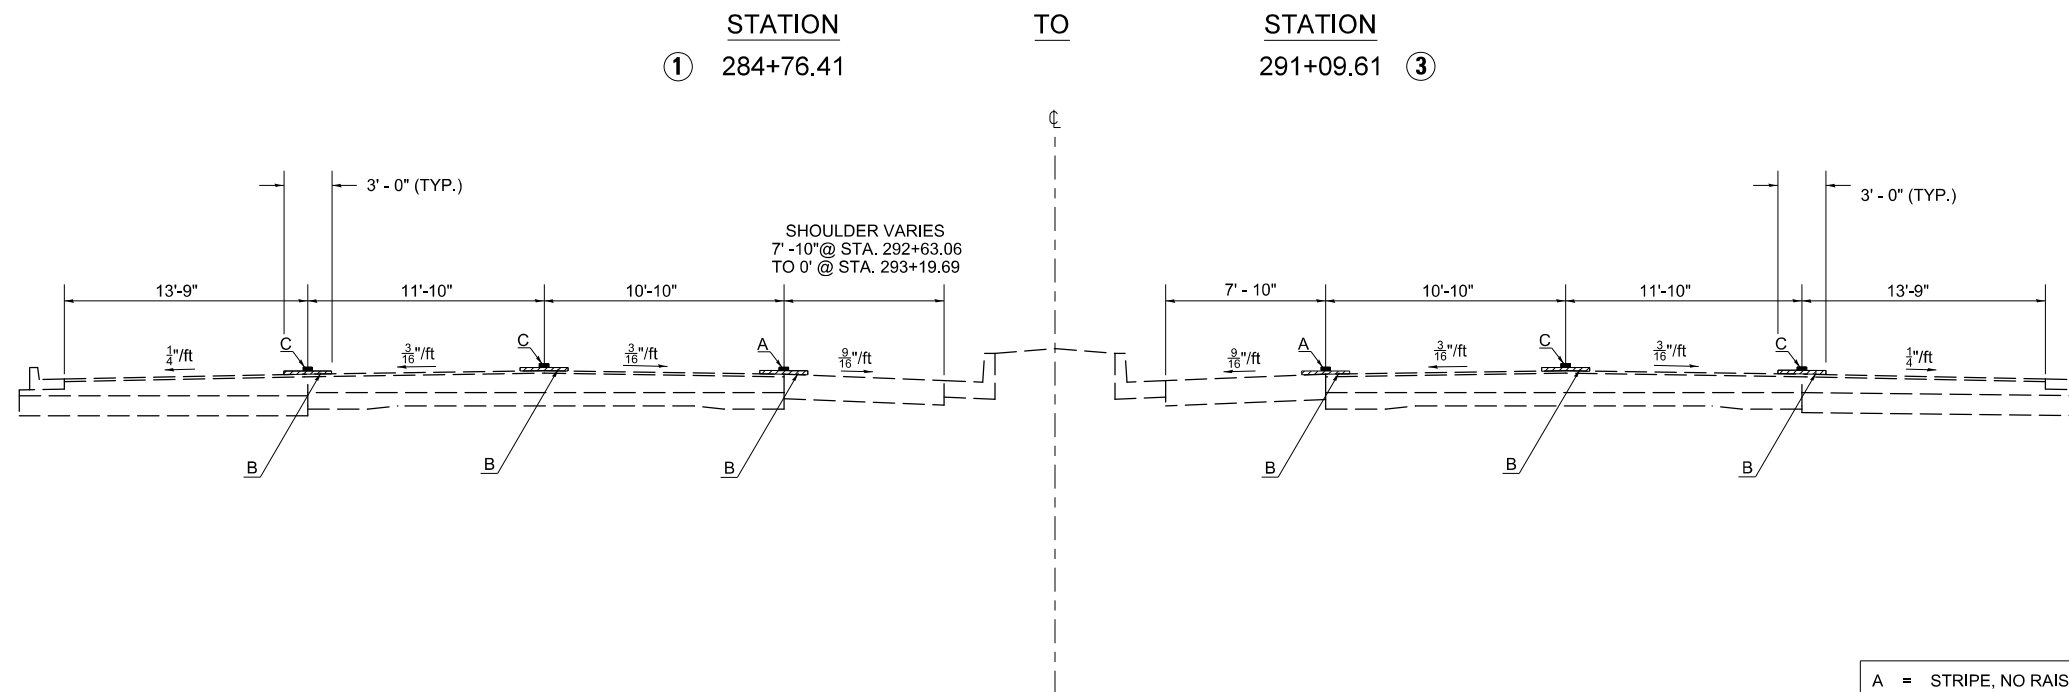 STATION TO STATION
1 284+76.41 291+09.61 3
℄
3' - 0" (TYP.) 3' - 0" (TYP.)
SHOULDER VARIES
7' -10"@ STA. 292+63.06
TO 0' @ STA. 293+19.69
13'-9" 11'-10" 10'-10" 7' - 10" 10'-10" 11'-10" 13'-9"
1/4"/ft C 3/16"/ft C 3/16"/ft A 9/16"/ft 9/16"/ft A 3/16"/ft C 3/16"/ft C 1/4"/ft
B B B B B B
A = STRIPE, NO RAIS